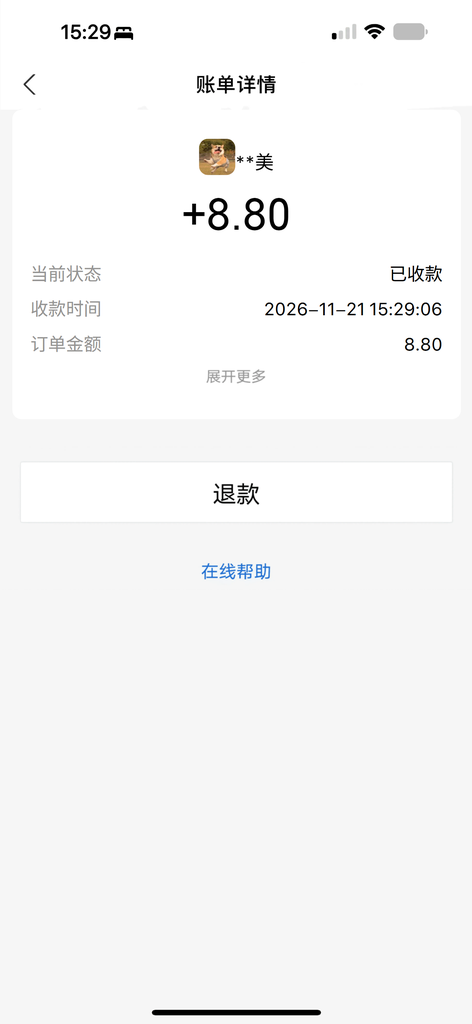 15:29
账单详情
**美
+8.80
当前状态 已收款
收款时间 2026-11-21 15:29:06
订单金额 8.80
展开更多
退款
在线帮助